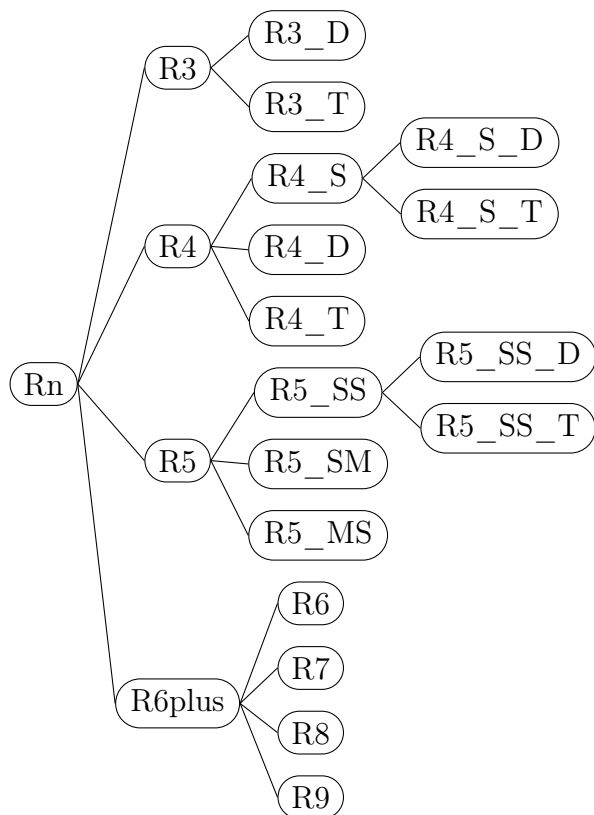 R3_D
R3
R3_T
R4_S_D
R4_S
R4_S_T
R4
R4_D
R4_T
R5_SS_D
Rn
R5_SS
R5_SS_T
R5
R5_SM
R5_MS
R6
R7
R6plus
R8
R9